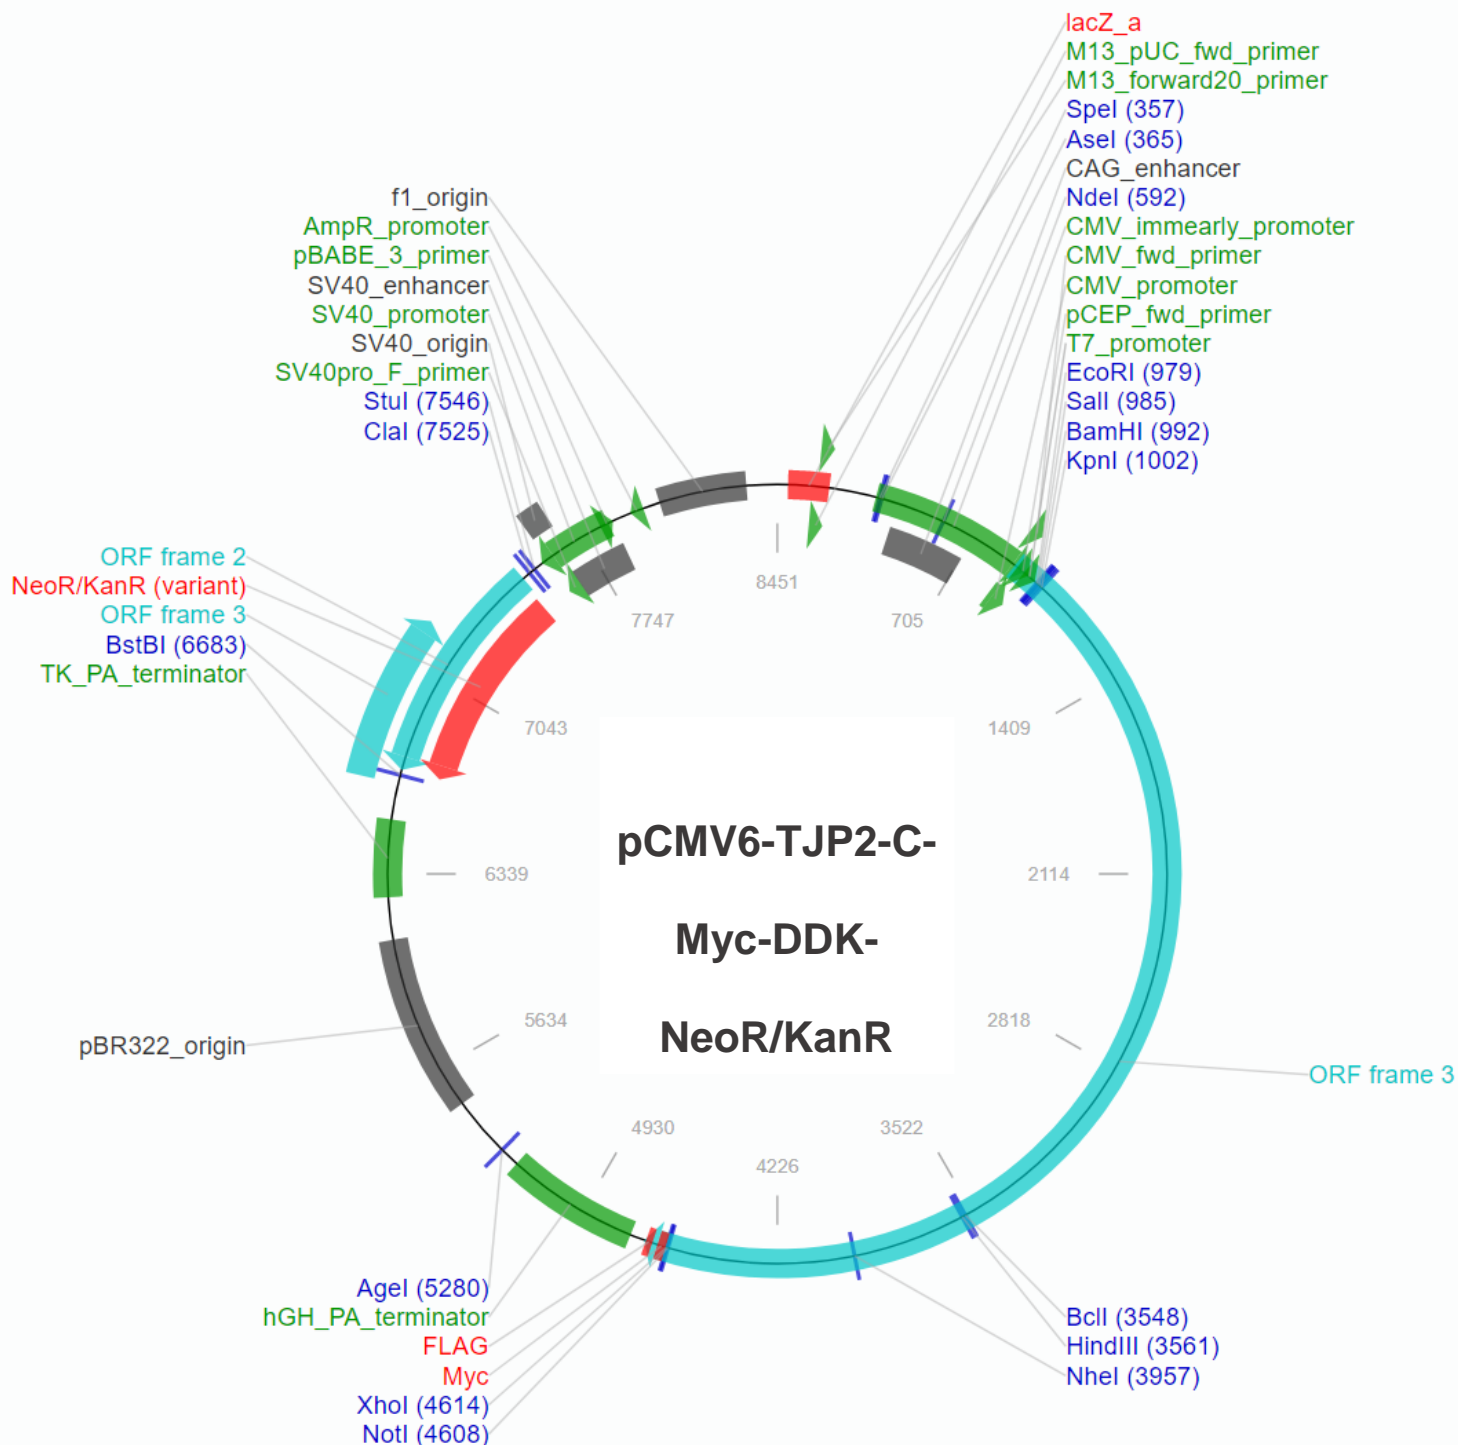 lacZ_a
M13_pUC_fwd_primer
M13_forward20_primer
SpeI (357)
AseI (365)
CAG_enhancer
NdeI (592)
CMV_immearly_promoter
CMV_fwd_primer
CMV_promoter
pCEP_fwd_primer
T7_promoter
EcoRI (979)
SalI (985)
BamHI (992)
KpnI (1002)
f1_origin
AmpR_promoter
pBABE_3_primer
SV40_enhancer
SV40_promoter
SV40_origin
SV40pro_F_primer
StuI (7546)
ClaI (7525)
ORF frame 2
NeoR/KanR (variant)
ORF frame 3
BstBI (6683)
TK_PA_terminator
pBR322_origin
8451
705
1409
2114
2818
3522
4226
4930
5634
6339
7043
7747
pCMV6-TJP2-C-
Myc-DDK-
NeoR/KanR
ORF frame 3
AgeI (5280)
hGH_PA_terminator
FLAG
Myc
XhoI (4614)
NotI (4608)
BclI (3548)
HindIII (3561)
NheI (3957)